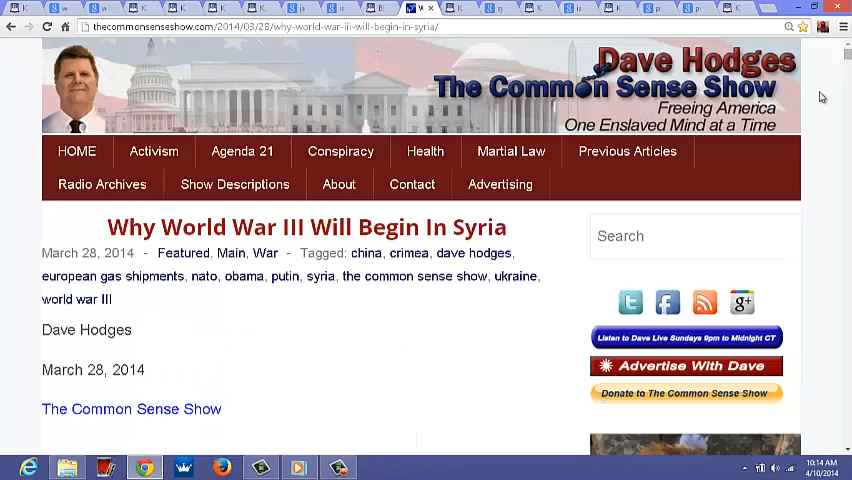 thecommonsenseshow.com/2014/03/28/why-world-war-iii-will-begin-in-syria/
Dave Hodges
The Common Sense Show
Freeing America
One Enslaved Mind at a Time
HOME Activism Agenda 21 Conspiracy Health Martial Law Previous Articles
Radio Archives Show Descriptions About Contact Advertising
Why World War III Will Begin In Syria
March 28, 2014 - Featured, Main, War - Tagged: china, crimea, dave hodges,
european gas shipments, nato, obama, putin, syria, the common sense show, ukraine,
world war III
Dave Hodges
March 28, 2014
The Common Sense Show
Search
Listen to Dave Live Sundays 9pm to Midnight CT
Advertise With Dave
Donate to The Common Sense Show
10:14 AM
4/10/2014